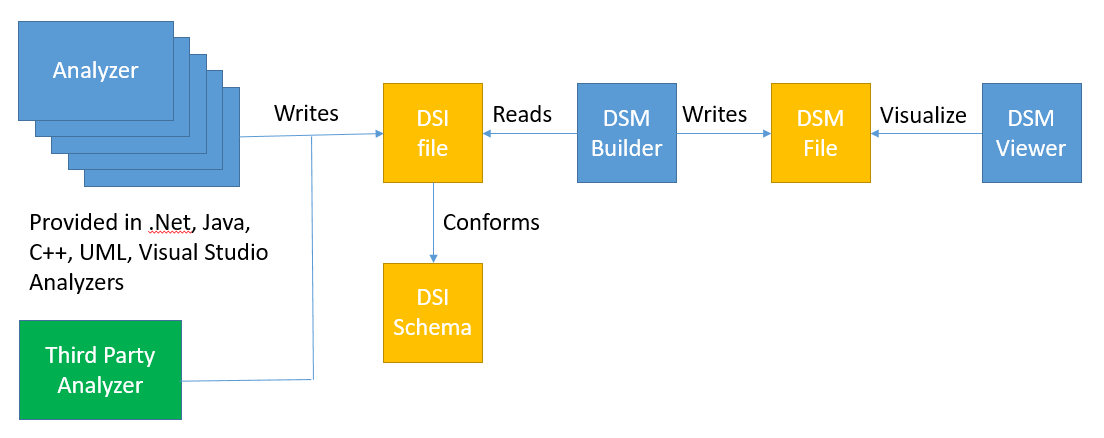 Analyzer
Writes
DSI
file
Reads
DSM
Builder
Writes
DSM
File
Visualize
DSM
Viewer
Provided in .Net, Java,
C++, UML, Visual Studio
Analyzers
Conforms
DSI
Schema
Third Party
Analyzer